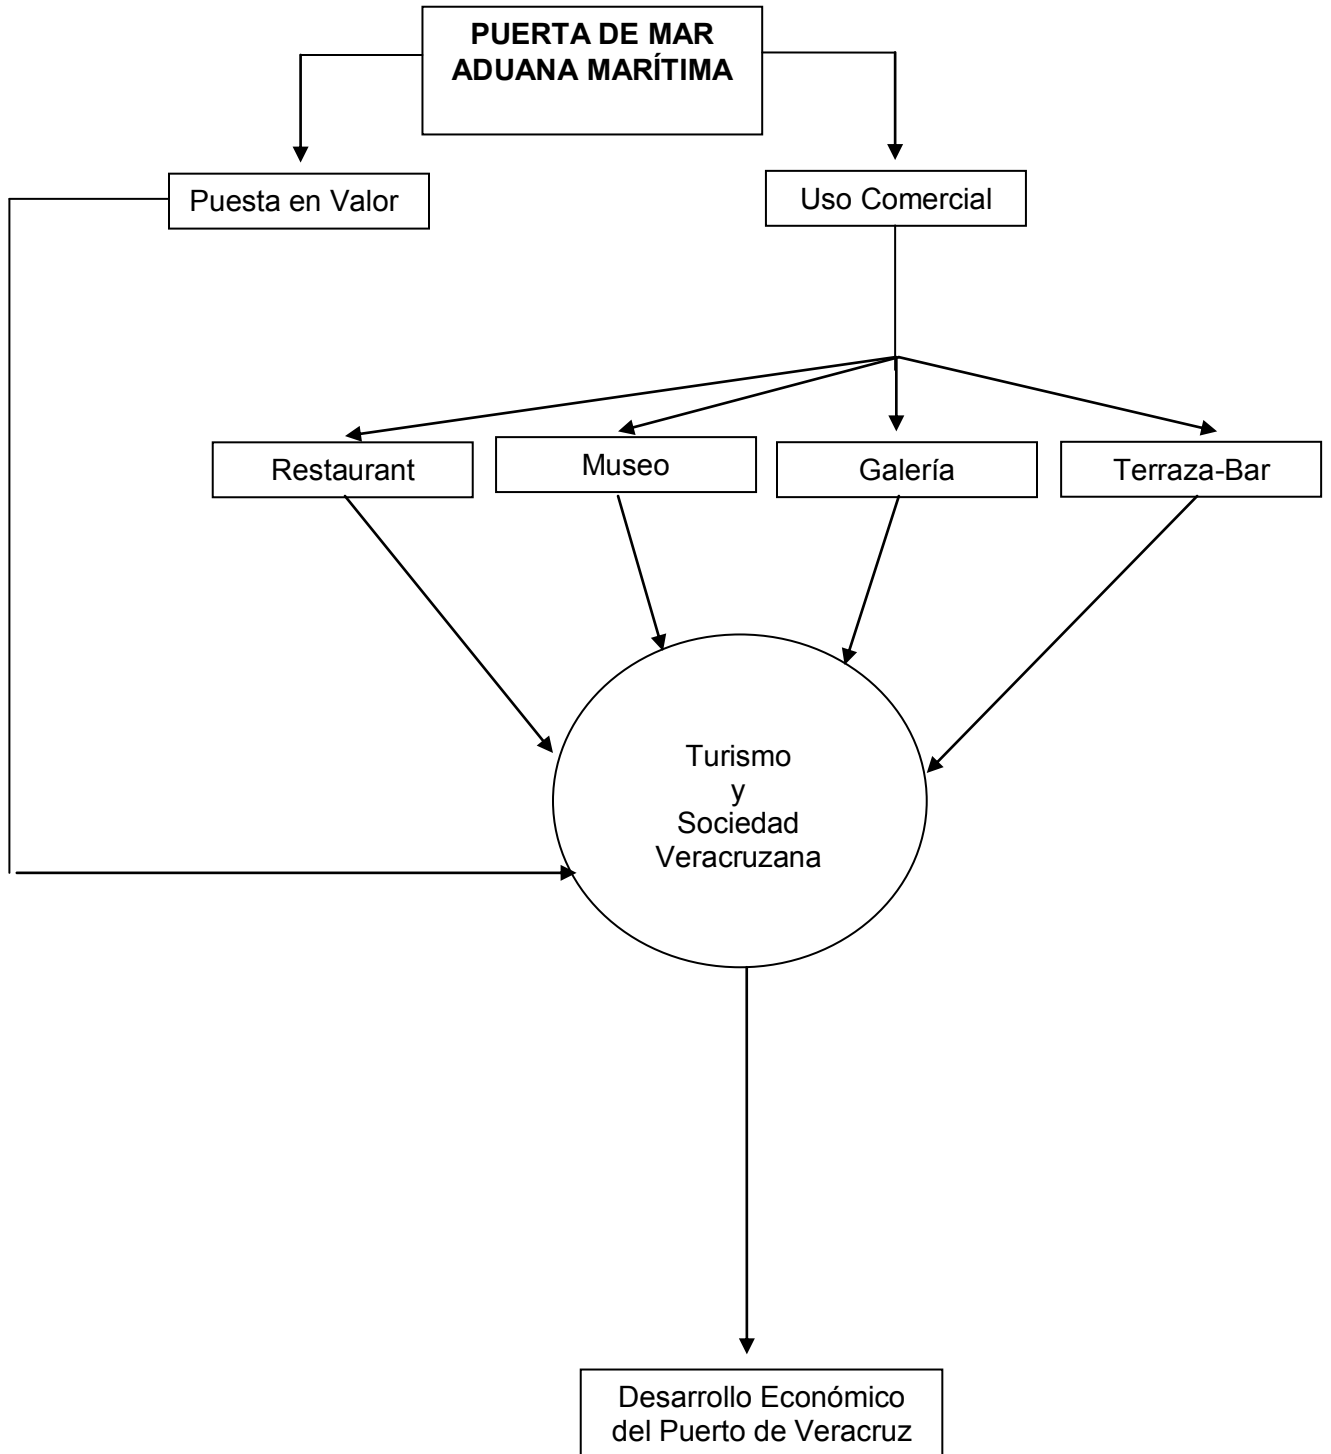 PUERTA DE MAR
ADUANA MARÍTIMA
Puesta en Valor
Uso Comercial
Restaurant
Museo
Galería
Terraza-Bar
Turismo
y
Sociedad
Veracruzana
Desarrollo Económico
del Puerto de Veracruz